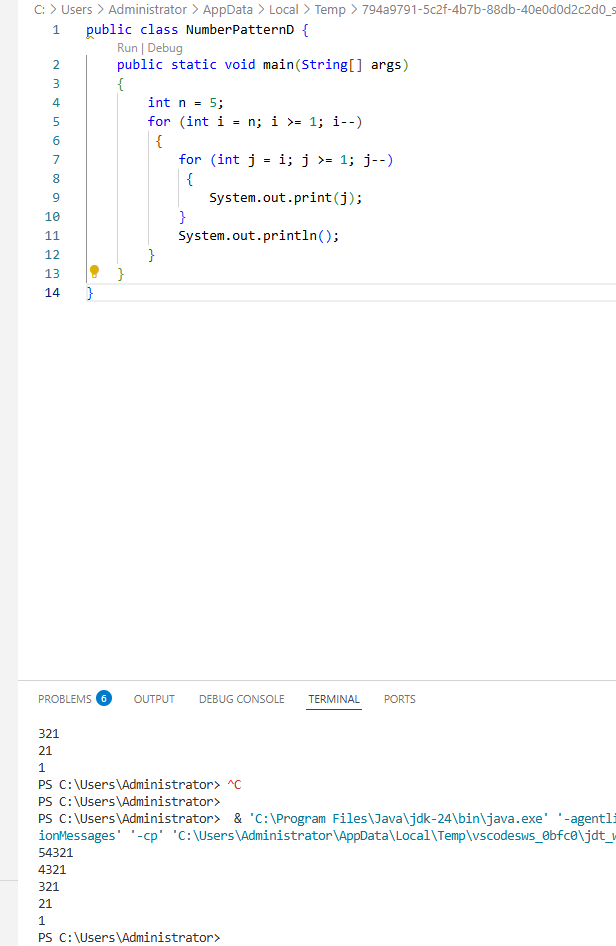 C: > Users > Administrator > AppData > Local > Temp > 794a9791-5c2f-4b7b-88db-40e0d0d2c2d0_s
1 public class NumberPatternD {
Run | Debug
2 public static void main(String[] args)
3 {
4 int n = 5;
5 for (int i = n; i >= 1; i--)
6 {
7 for (int j = i; j >= 1; j--)
8 {
9 System.out.print(j);
10 }
11 System.out.println();
12 }
13 }
14 }
PROBLEMS 6 OUTPUT DEBUG CONSOLE TERMINAL PORTS
321
21
1
PS C:\Users\Administrator> ^C
PS C:\Users\Administrator>
PS C:\Users\Administrator>  & 'C:\Program Files\Java\jdk-24\bin\java.exe' '-agentli
ionMessages' '-cp' 'C:\Users\Administrator\AppData\Local\Temp\vscodesws_0bfc0\jdt_w
54321
4321
321
21
1
PS C:\Users\Administrator>